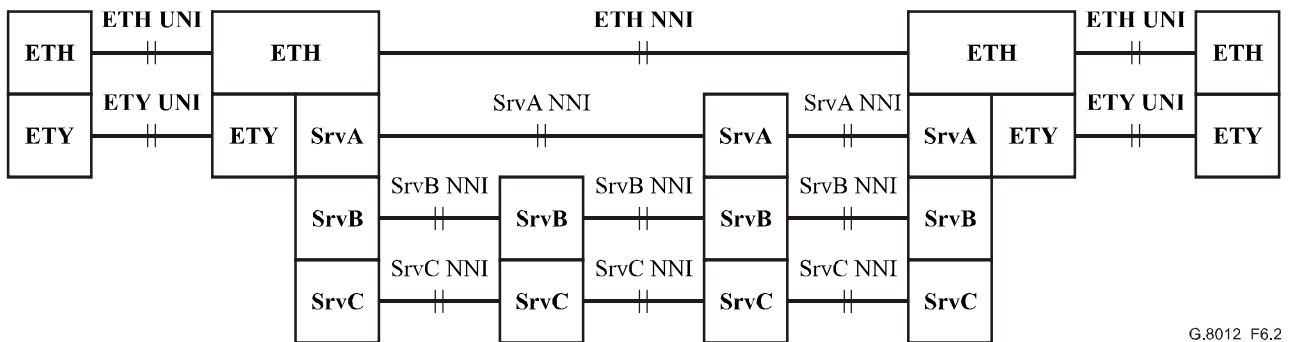 ETH UNI ETH NNI ETH UNI
ETH ETH ETH ETH
ETY UNI SrvA NNI SrvA NNI ETY UNI
ETY ETY SrvA SrvA SrvA ETY ETY
SrvB NNI SrvB NNI SrvB NNI
SrvB SrvB SrvB SrvB
SrvC NNI SrvC NNI SrvC NNI
SrvC SrvC SrvC SrvC
G.8012_F6.2